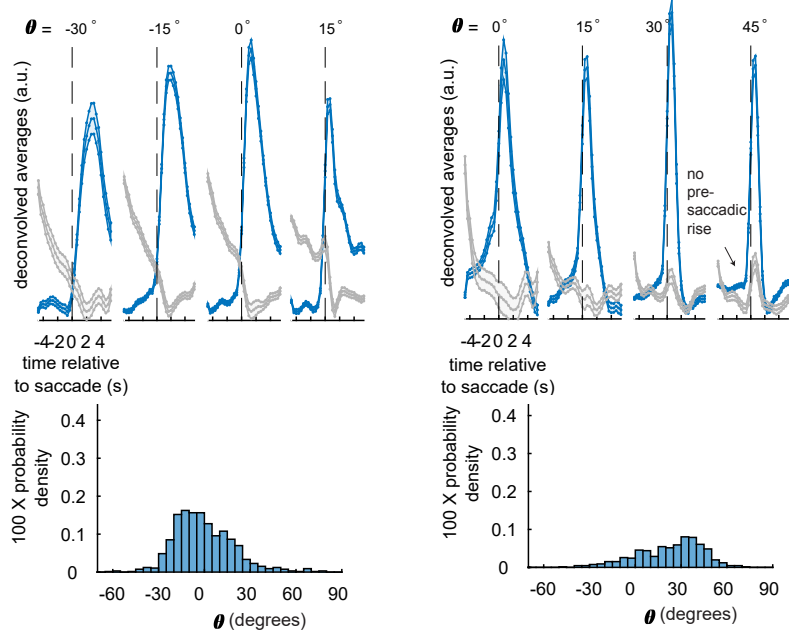 θ = -30° -15° 0° 15°
deconvolved averages (a.u.)
-4-20 2 4
time relative
to saccade (s)
θ = 0° 15° 30° 45°
deconvolved averages (a.u.)
no
pre-
saccadic
rise
-4-20 2 4
time relative
to saccade (s)
100 X probability
density
0.4
0.3
0.2
0.1
0
-60 -30 0 30 60 90
θ (degrees)
100 X probability
density
0.4
0.3
0.2
0.1
0
-60 -30 0 30 60 90
θ (degrees)